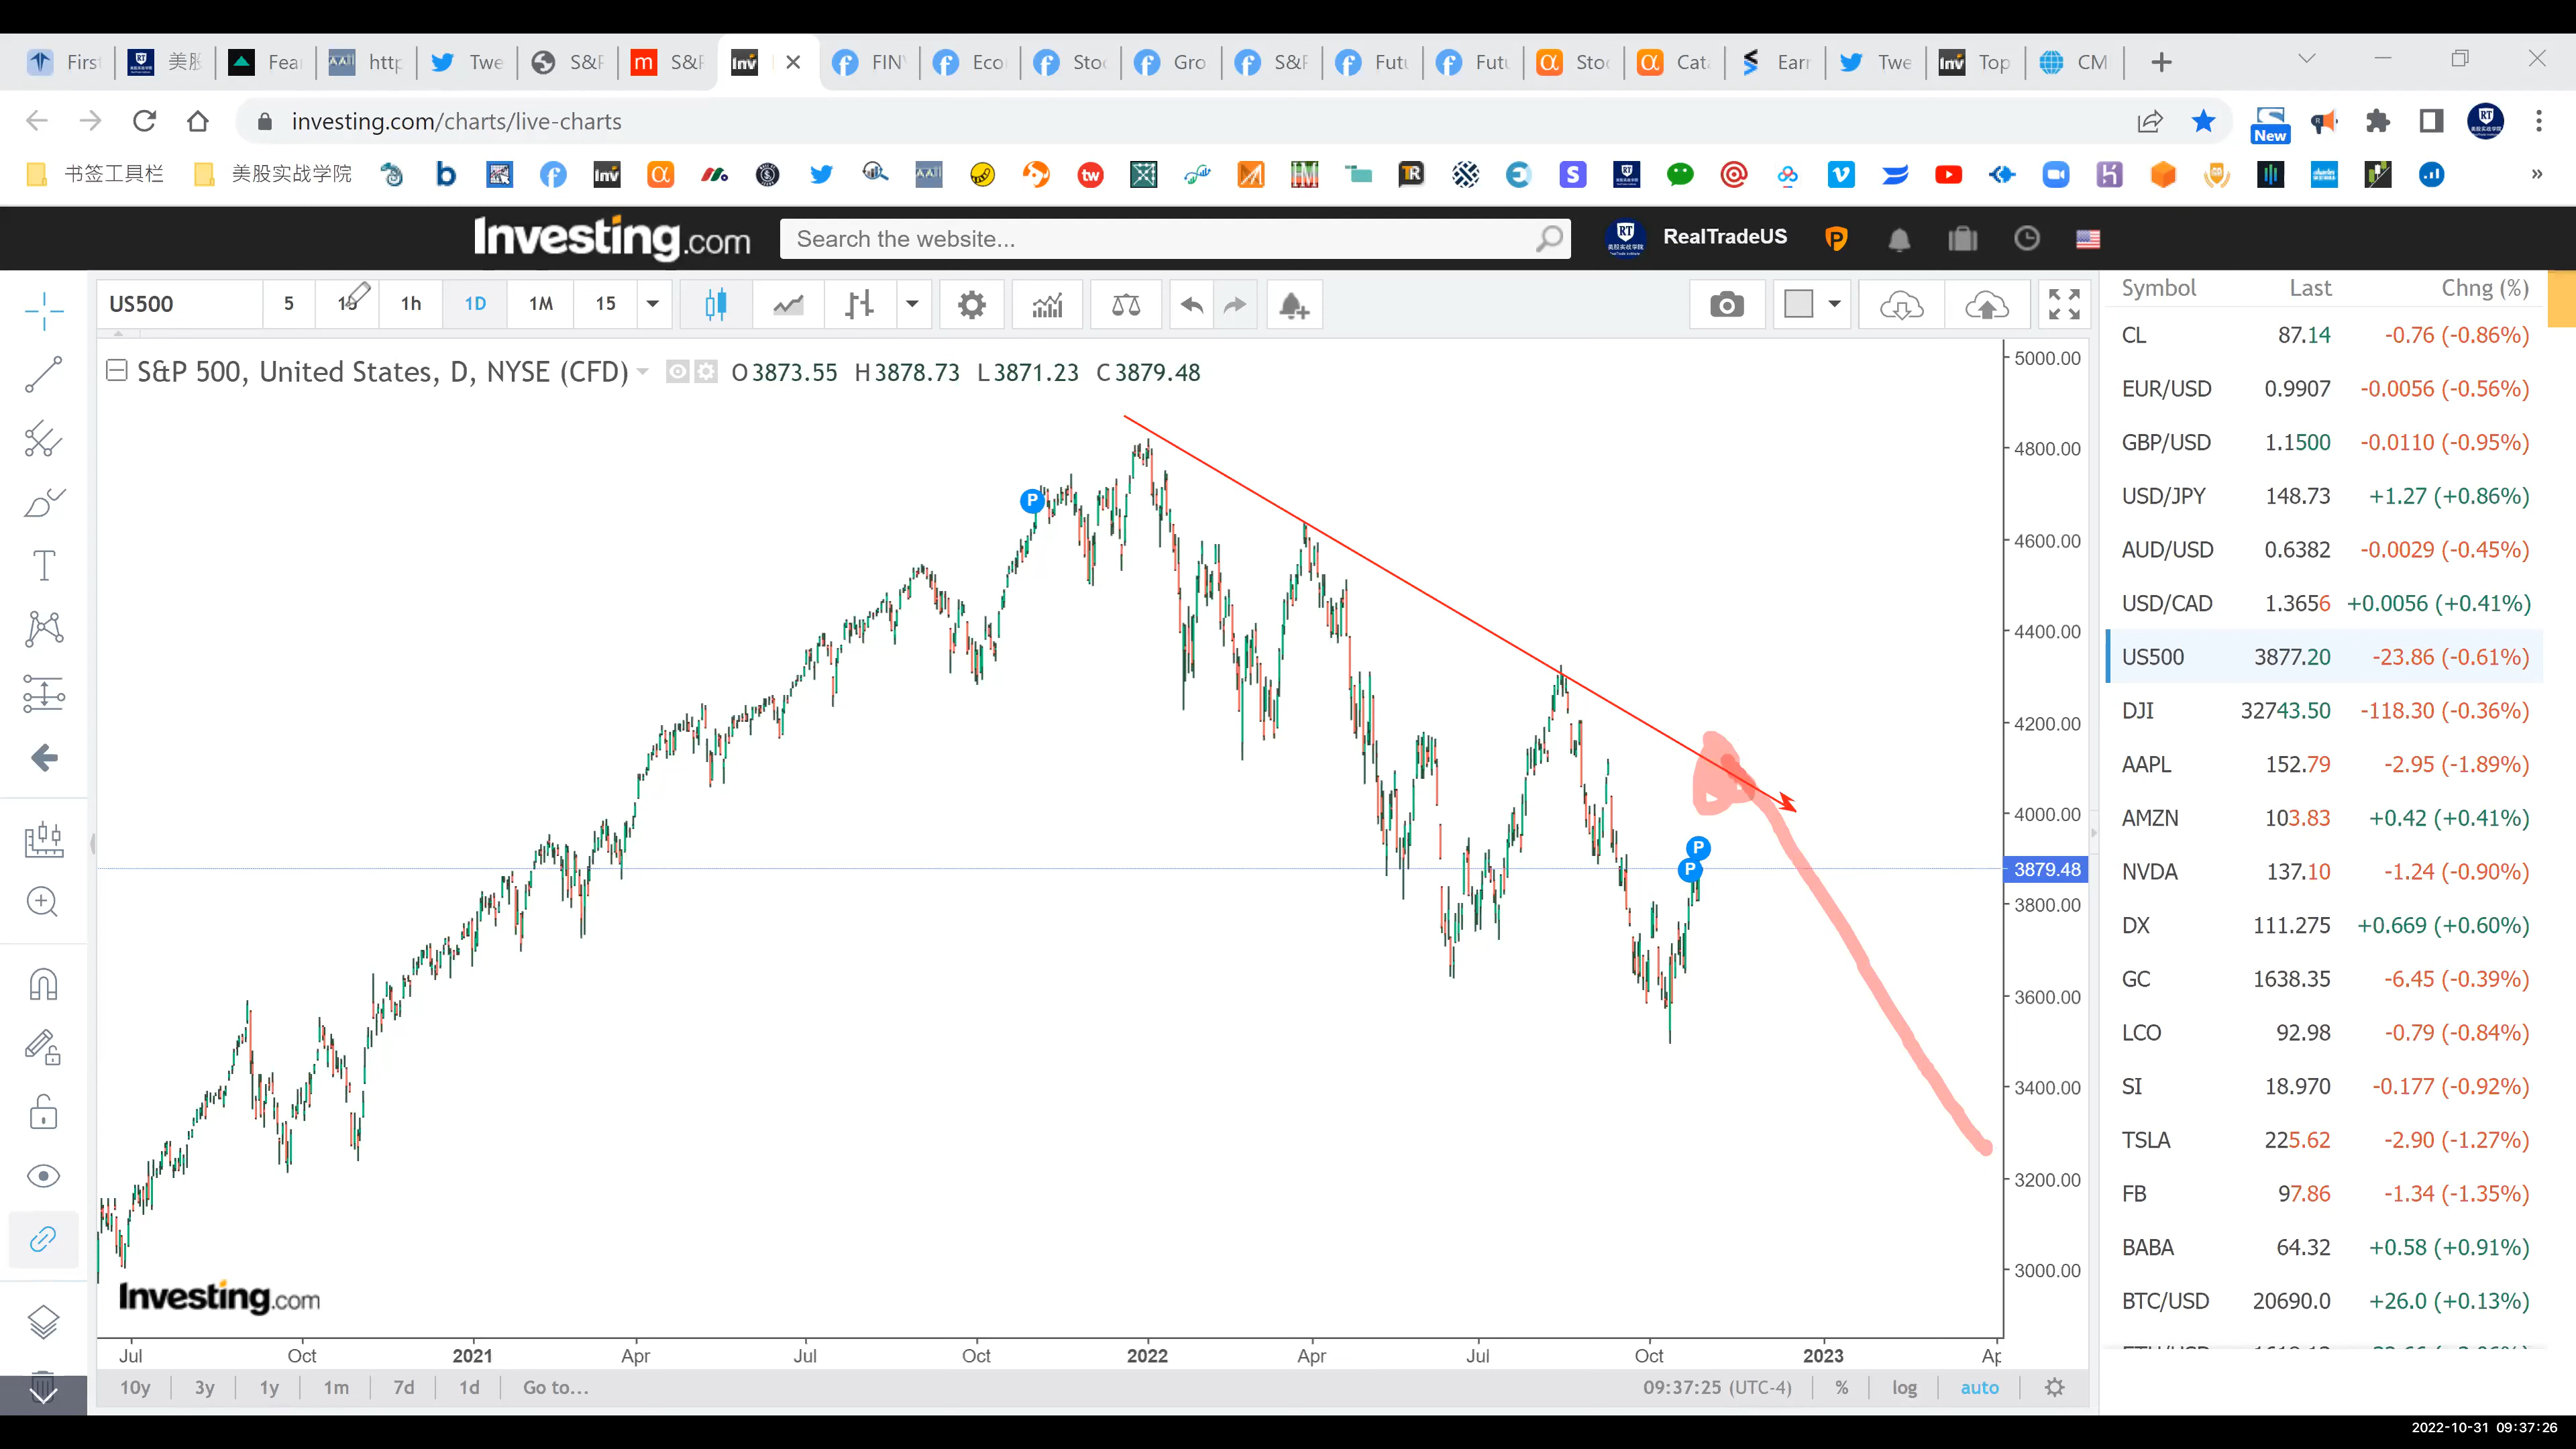 First
美股
Fea
AAII http
Twe
S&P
m S&P
Inv
FIN
Eco
Stoc
Gro
S&P
Futu
Futu
Stoc
Cat
Earr
Twe
Inv Top
CM
investing.com/charts/live-charts
New
书签工具栏
美股实战学院
Investing.com
Search the website...
RealTradeUS
US500 5 1h 1D 1M 15
Symbol Last Chng (%)
S&P 500, United States, D, NYSE (CFD) O3873.55 H3878.73 L3871.23 C3879.48
CL 87.14 -0.76 (-0.86%)
EUR/USD 0.9907 -0.0056 (-0.56%)
GBP/USD 1.1500 -0.0110 (-0.95%)
USD/JPY 148.73 +1.27 (+0.86%)
AUD/USD 0.6382 -0.0029 (-0.45%)
USD/CAD 1.3656 +0.0056 (+0.41%)
US500 3877.20 -23.86 (-0.61%)
DJI 32743.50 -118.30 (-0.36%)
AAPL 152.79 -2.95 (-1.89%)
AMZN 103.83 +0.42 (+0.41%)
NVDA 137.10 -1.24 (-0.90%)
DX 111.275 +0.669 (+0.60%)
GC 1638.35 -6.45 (-0.39%)
LCO 92.98 -0.79 (-0.84%)
SI 18.970 -0.177 (-0.92%)
TSLA 225.62 -2.90 (-1.27%)
FB 97.86 -1.34 (-1.35%)
BABA 64.32 +0.58 (+0.91%)
BTC/USD 20690.0 +26.0 (+0.13%)
5000.00
4800.00
4600.00
4400.00
4200.00
4000.00
3879.48
3800.00
3600.00
3400.00
3200.00
3000.00
P
P
P
Investing.com
Jul Oct 2021 Apr Jul Oct 2022 Apr Jul Oct 2023 Ap
10y 3y 1y 1m 7d 1d Go to... 09:37:25 (UTC-4) % log auto
2022-10-31 09:37:26